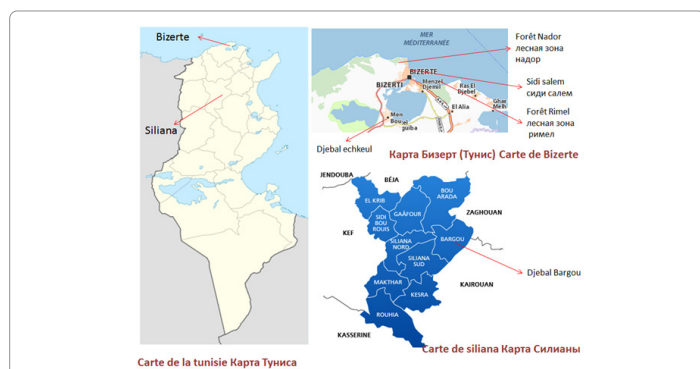 Bizerte
Siliana
Carte de la tunisie Карта Туниса
MER
MÉDITERRANÉE
BIZERTE
BIZERTI
Menzel
Djemil
Ras El
Djebel
El Alia
Men
Bou
guiba
Forêt Nador
лесная зона
надор
Sidi salem
сиди салем
Forêt Rimel
лесная зона
римел
Djebal echkeul
Карта Бизерт (Тунис) Carte de Bizerte
JENDOUBA
BÉJA
ZAGHOUAN
KEF
KAIROUAN
KASSERINE
EL KRIB
GAÂFOUR
BOU
ARADA
SIDI
BOU
ROUIS
SILIANA
NORD
BARGOU
SILIANA
SUD
MAKTHAR
KESRA
ROUHIA
Djebal Bargou
Carte de siliana Карта Силианы